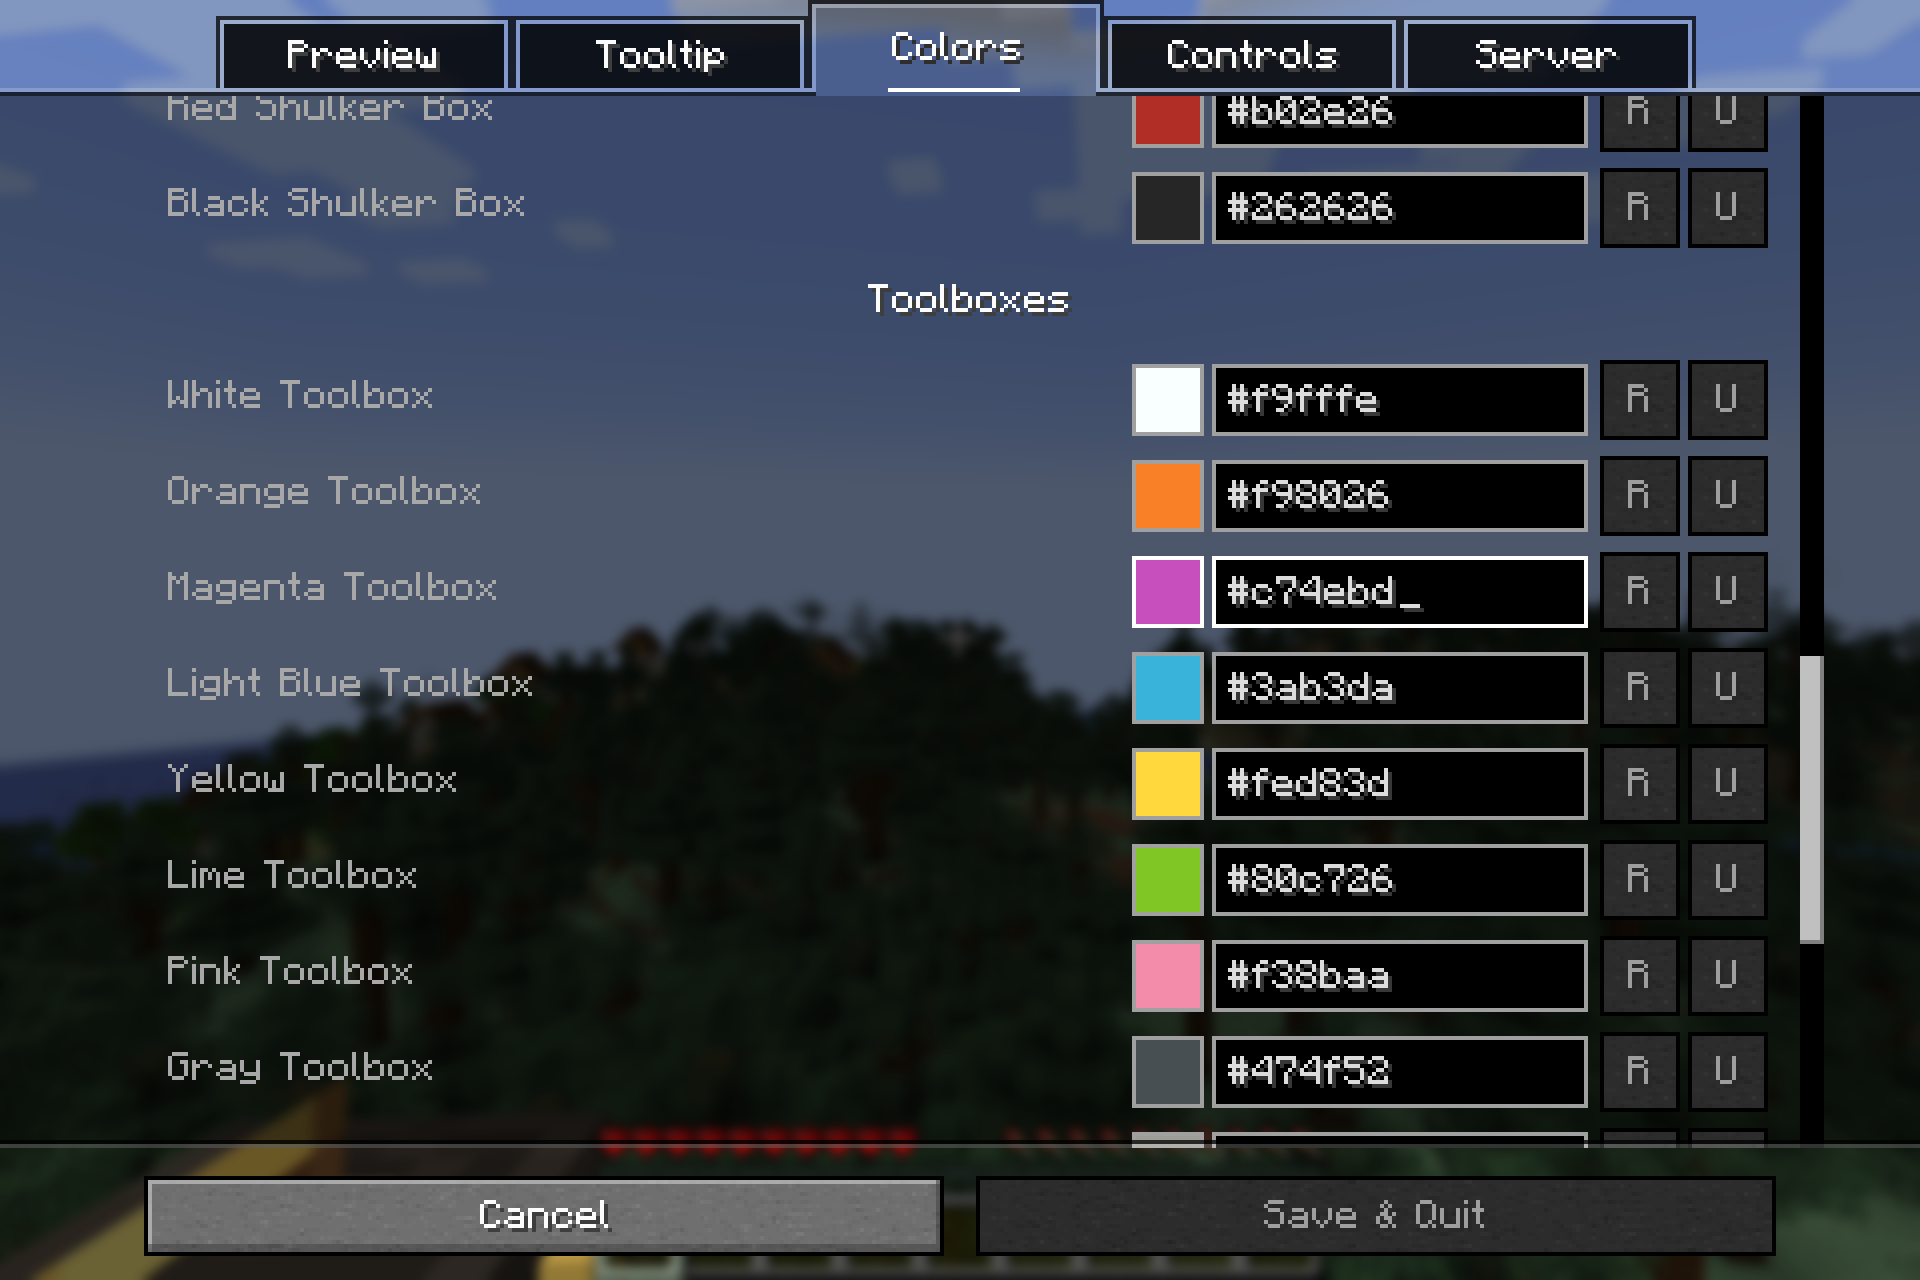 Preview Tooltip Colors Controls Server
Red Shulker Box #b02e26 R U
Black Shulker Box #262626 R U
Toolboxes
White Toolbox #f9fffe R U
Orange Toolbox #f98026 R U
Magenta Toolbox #c74ebd_ R U
Light Blue Toolbox #3ab3da R U
Yellow Toolbox #fed83d R U
Lime Toolbox #80c726 R U
Pink Toolbox #f38baa R U
Gray Toolbox #474f52 R U
Cancel Save & Quit